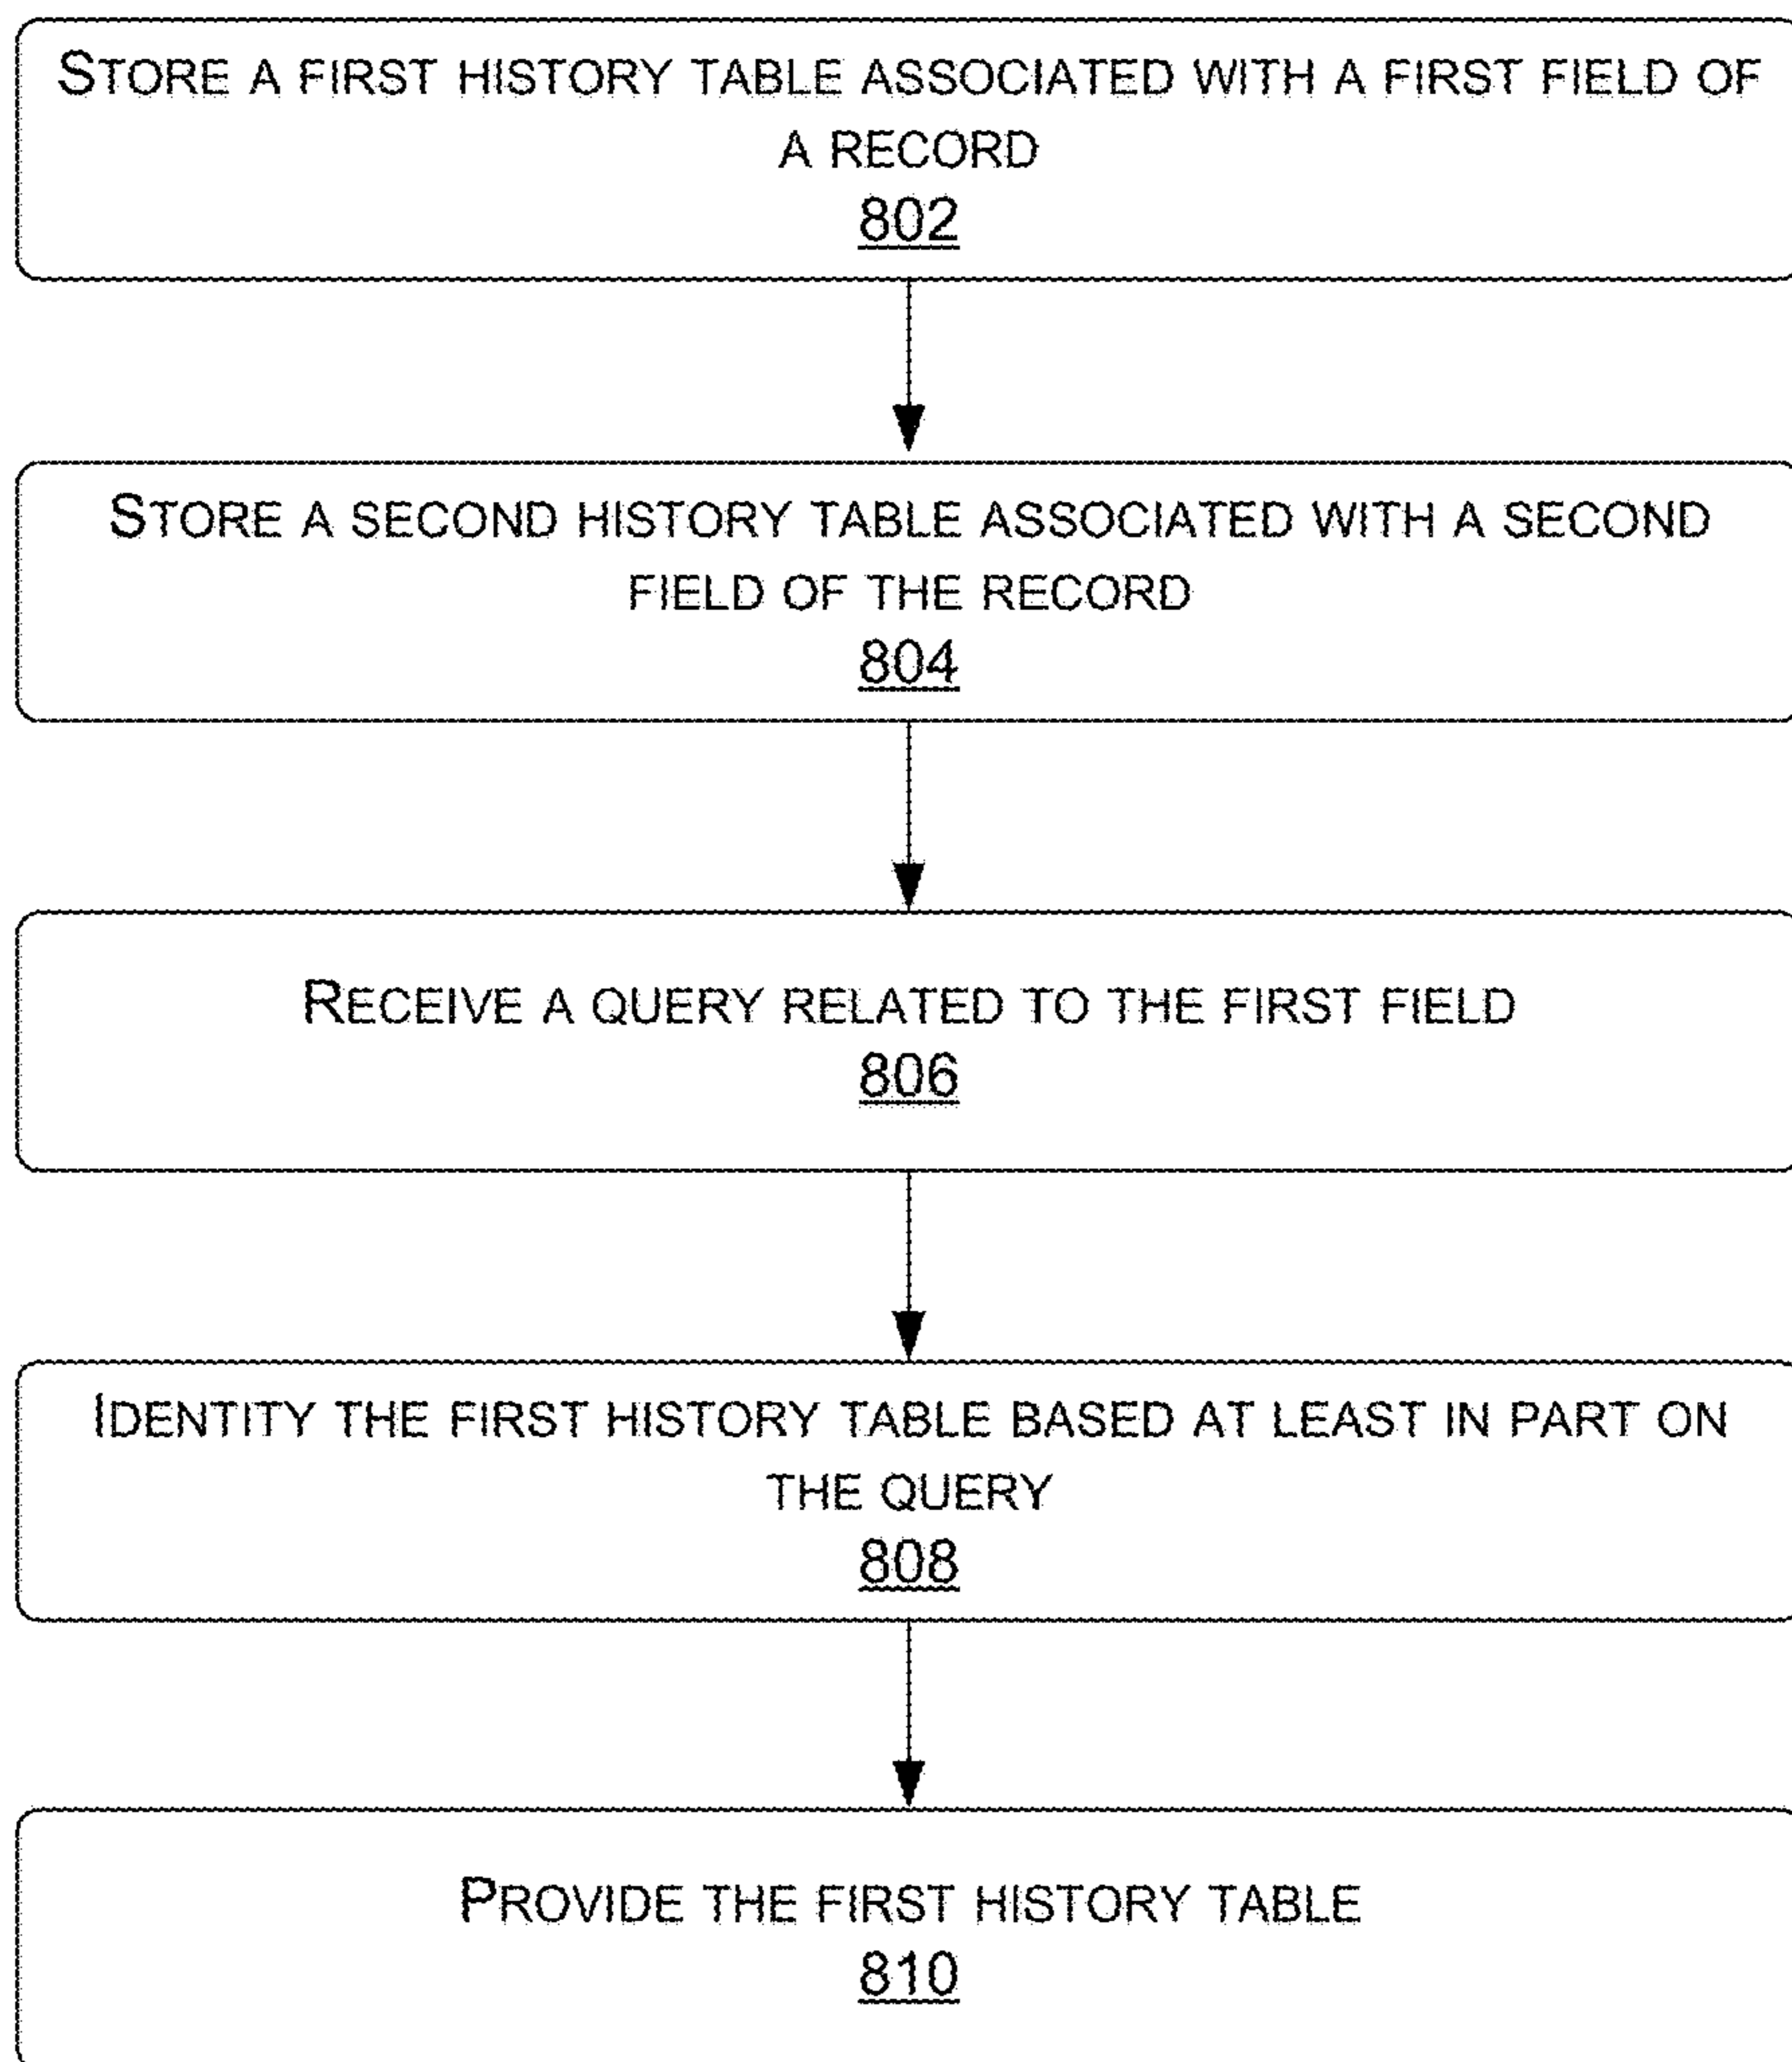 STORE A FIRST HISTORY TABLE ASSOCIATED WITH A FIRST FIELD OF
A RECORD
802
STORE A SECOND HISTORY TABLE ASSOCIATED WITH A SECOND
FIELD OF THE RECORD
804
RECEIVE A QUERY RELATED TO THE FIRST FIELD
806
IDENTITY THE FIRST HISTORY TABLE BASED AT LEAST IN PART ON
THE QUERY
808
PROVIDE THE FIRST HISTORY TABLE
810